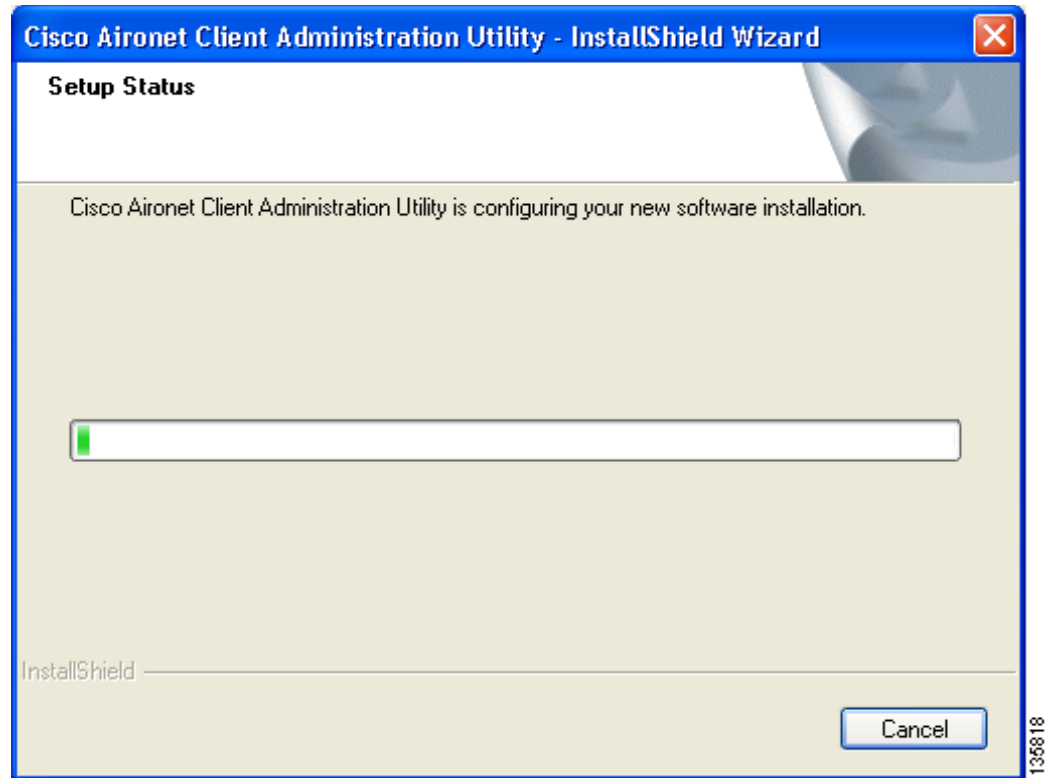 Cisco Aironet Client Administration Utility - InstallShield Wizard
Setup Status
Cisco Aironet Client Administration Utility is configuring your new software installation.
InstallShield
Cancel
135818